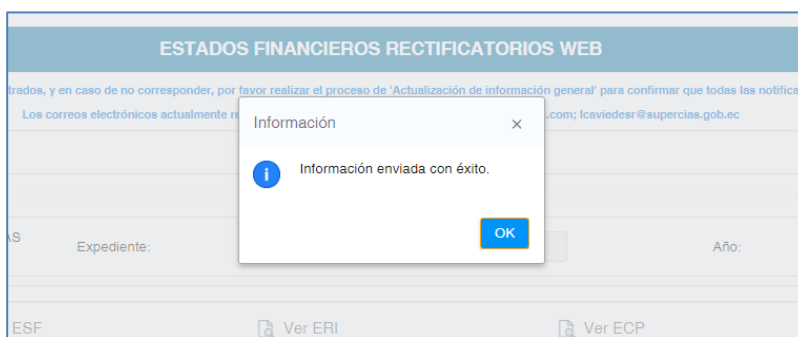 ESTADOS FINANCIEROS RECTIFICATORIOS WEB
trados, y en caso de no corresponder, por favor realizar el proceso de 'Actualización de información general' para confirmar que todas las notifica
Los correos electrónicos actualmente re .com; lcaviedesr@supercias.gob.ec
Información ×
Información enviada con éxito.
OK
AS Expediente: Año:
ESF Ver ERI Ver ECP